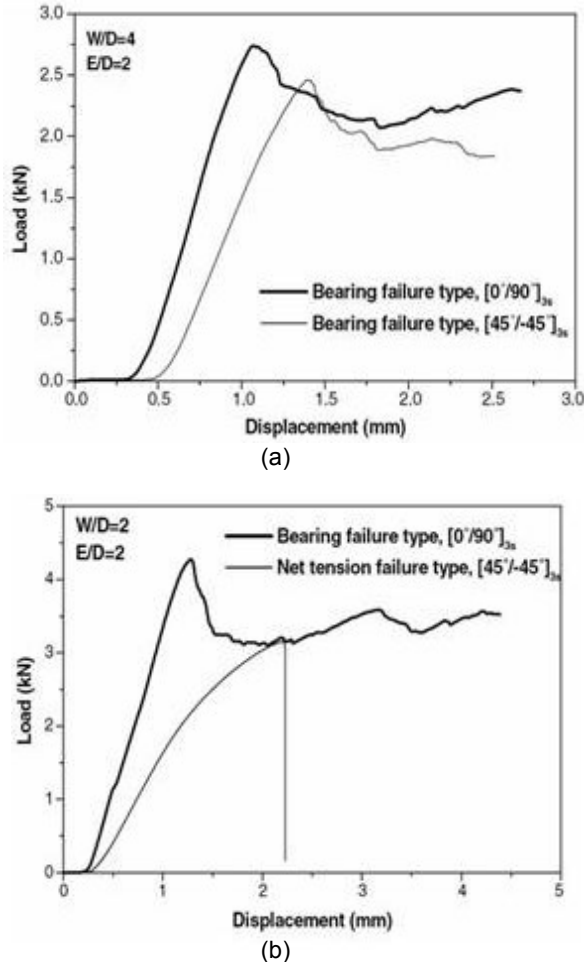 W/D=4
E/D=2
3.0
2.5
2.0
1.5
1.0
0.5
0.0
Load (kN)
Bearing failure type, [0°/90°]3s
Bearing failure type, [45°/-45°]3s
0.0 0.5 1.0 1.5 2.0 2.5 3.0
Displacement (mm)
(a)
W/D=2
E/D=2
5
4
3
2
1
0
Load (kN)
Bearing failure type, [0°/90°]3s
Net tension failure type, [45°/-45°]3s
0 1 2 3 4 5
Displacement (mm)
(b)